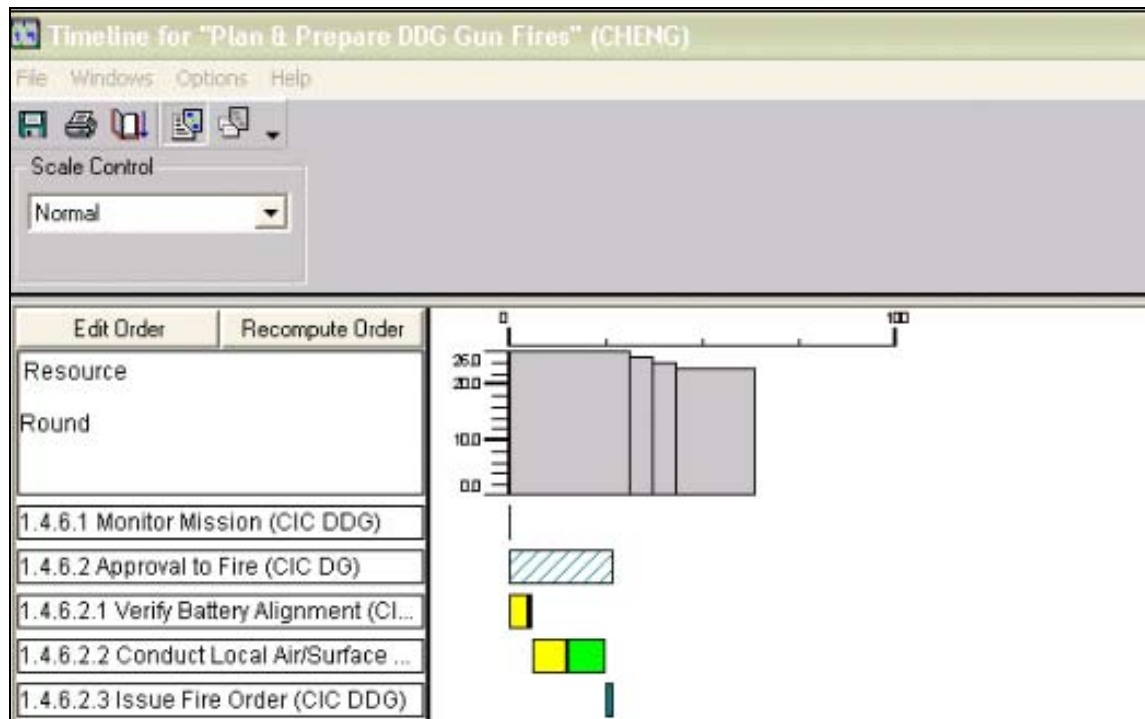 Timeline for "Plan & Prepare DDG Gun Fires" (CHENG)
File Windows Options Help
Scale Control
Normal
Edit Order Recompute Order
0 100
Resource
Round
25.0
20.0
10.0
0.0
1.4.6.1 Monitor Mission (CIC DDG)
1.4.6.2 Approval to Fire (CIC DG)
1.4.6.2.1 Verify Battery Alignment (CI...
1.4.6.2.2 Conduct Local Air/Surface ...
1.4.6.2.3 Issue Fire Order (CIC DDG)